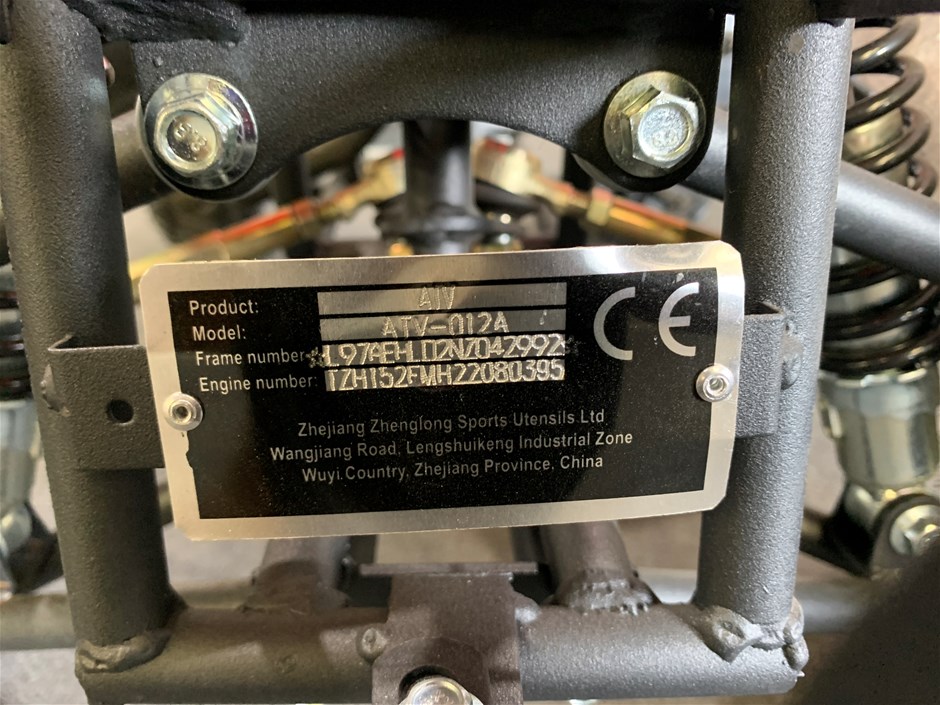 Product: ATV
Model: ATV-012A
Frame number: ☆L97AEHLD2NZ042992☆
Engine number: TZH152FMH22080395
CE
Zhejiang Zhenglong Sports Utensils Ltd
Wangjiang Road, Lengshuikeng Industrial Zone
Wuyi.Country, Zhejiang Province. China